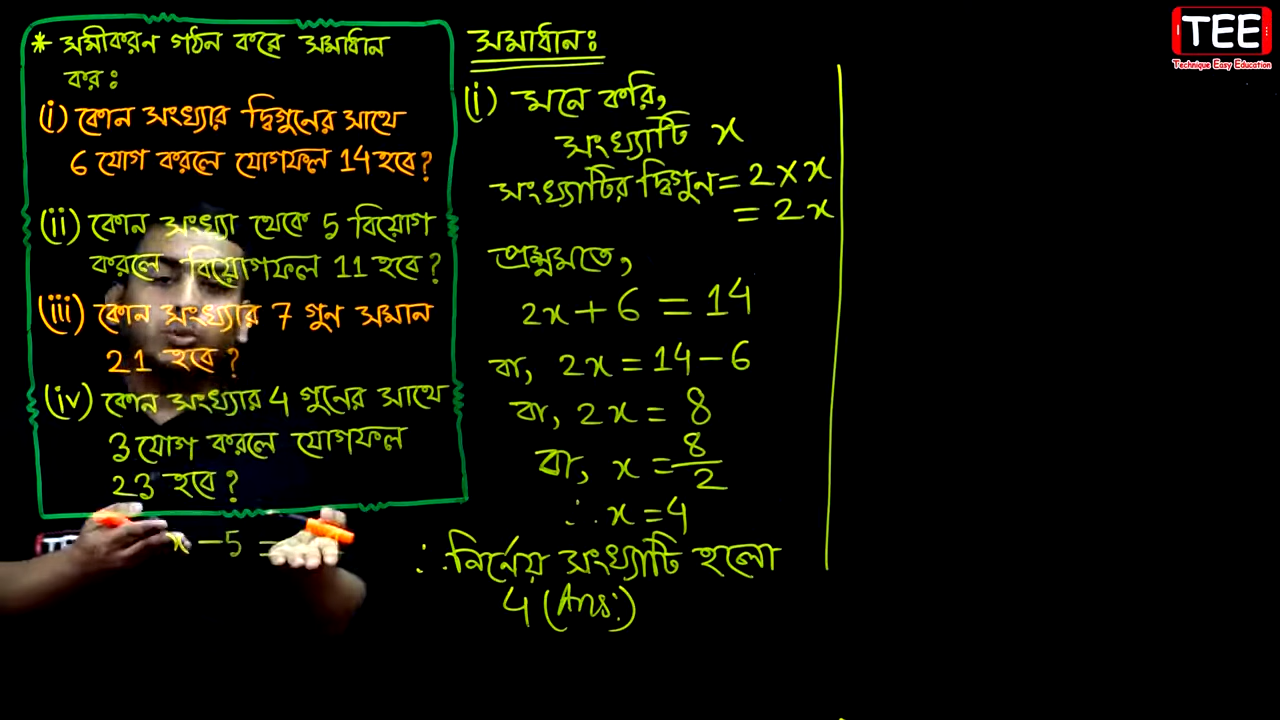 * সমীকরণ গঠন করে সমাধান
কর:
(i) কোন সংখ্যার দ্বিগুনের সাথে
6 যোগ করলে যোগফল 14 হবে?
(ii) কোন সংখ্যা থেকে 5 বিয়োগ
করলে বিয়োগফল 11 হবে?
(iii) কোন সংখ্যার 7 গুন সমান
21 হবে?
(iv) কোন সংখ্যার 4 গুনের সাথে
3 যোগ করলে যোগফল
23 হবে?
x - 5 =
সমাধান:
(i) মনে করি,
সংখ্যাটি x
সংখ্যাটির দ্বিগুন = 2 × x
= 2x
প্রশ্নমতে,
2x + 6 = 14
বা, 2x = 14 - 6
বা, 2x = 8
বা, x = 8/2
∴ x = 4
∴ নির্ণেয় সংখ্যাটি হলো
4 (Ans:)
TEE
Technique Easy Education